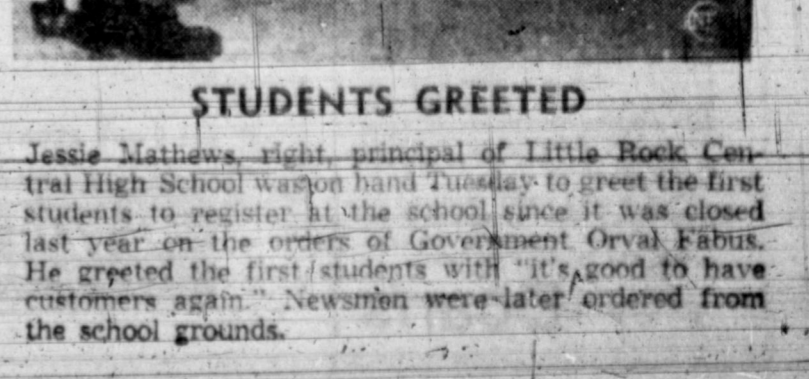 STUDENTS GREETED
Jessie Mathews, right, principal of Little Rock Cen-
tral High School was on hand Tuesday to greet the first
students to register at the school since it was closed
last year on the orders of Government Orval Fabus.
He greeted the first students with "it's good to have
customers again." Newsmen were later ordered from
the school grounds.